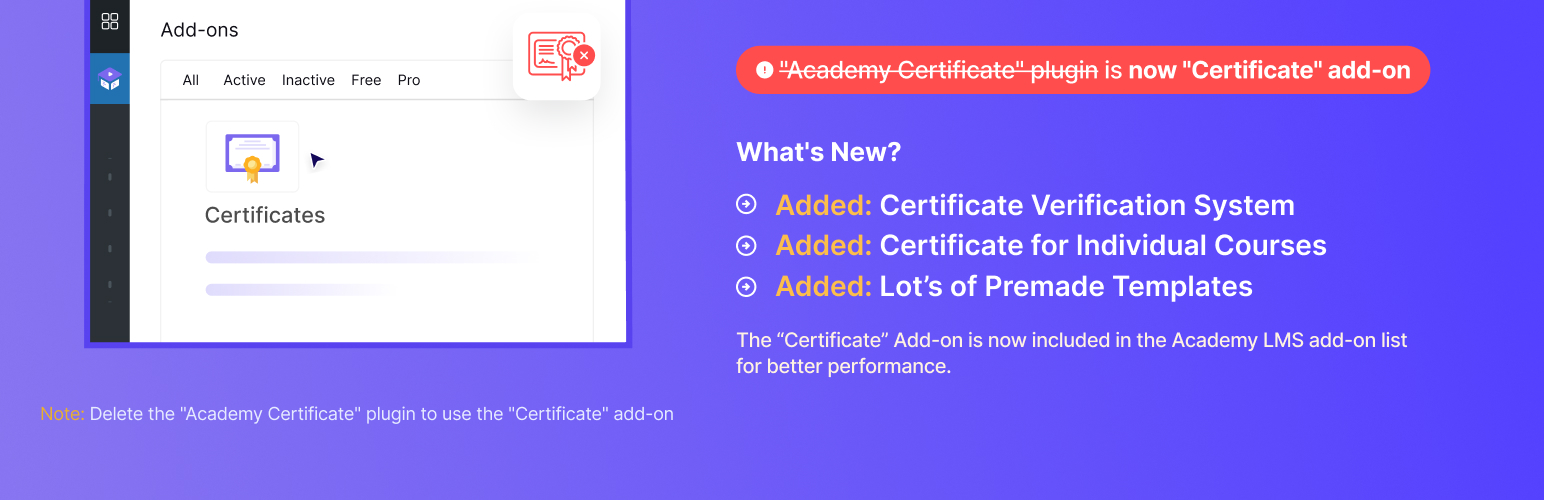 Add-ons
All Active Inactive Free Pro
Certificates
Note: Delete the "Academy Certificate" plugin to use the "Certificate" add-on
"Academy Certificate" plugin is now "Certificate" add-on
What's New?
Added: Certificate Verification System
Added: Certificate for Individual Courses
Added: Lot’s of Premade Templates
The “Certificate” Add-on is now included in the Academy LMS add-on list
for better performance.